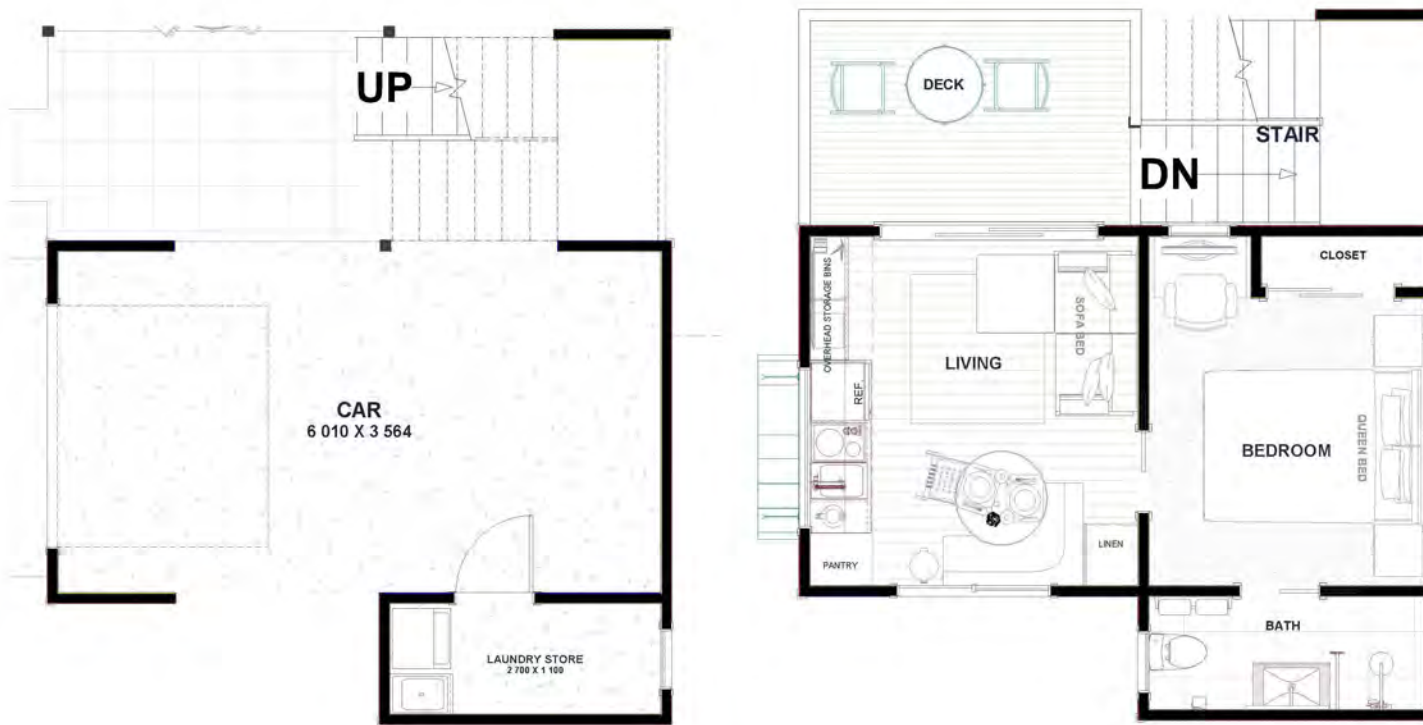 UP
CAR
6 010 X 3 564
LAUNDRY STORE
2 700 X 1 100
DECK
STAIR
DN
CLOSET
OVERHEAD STORAGE BINS
SOFA BED
LIVING
REF.
BEDROOM
QUEEN BED
LINEN
PANTRY
BATH